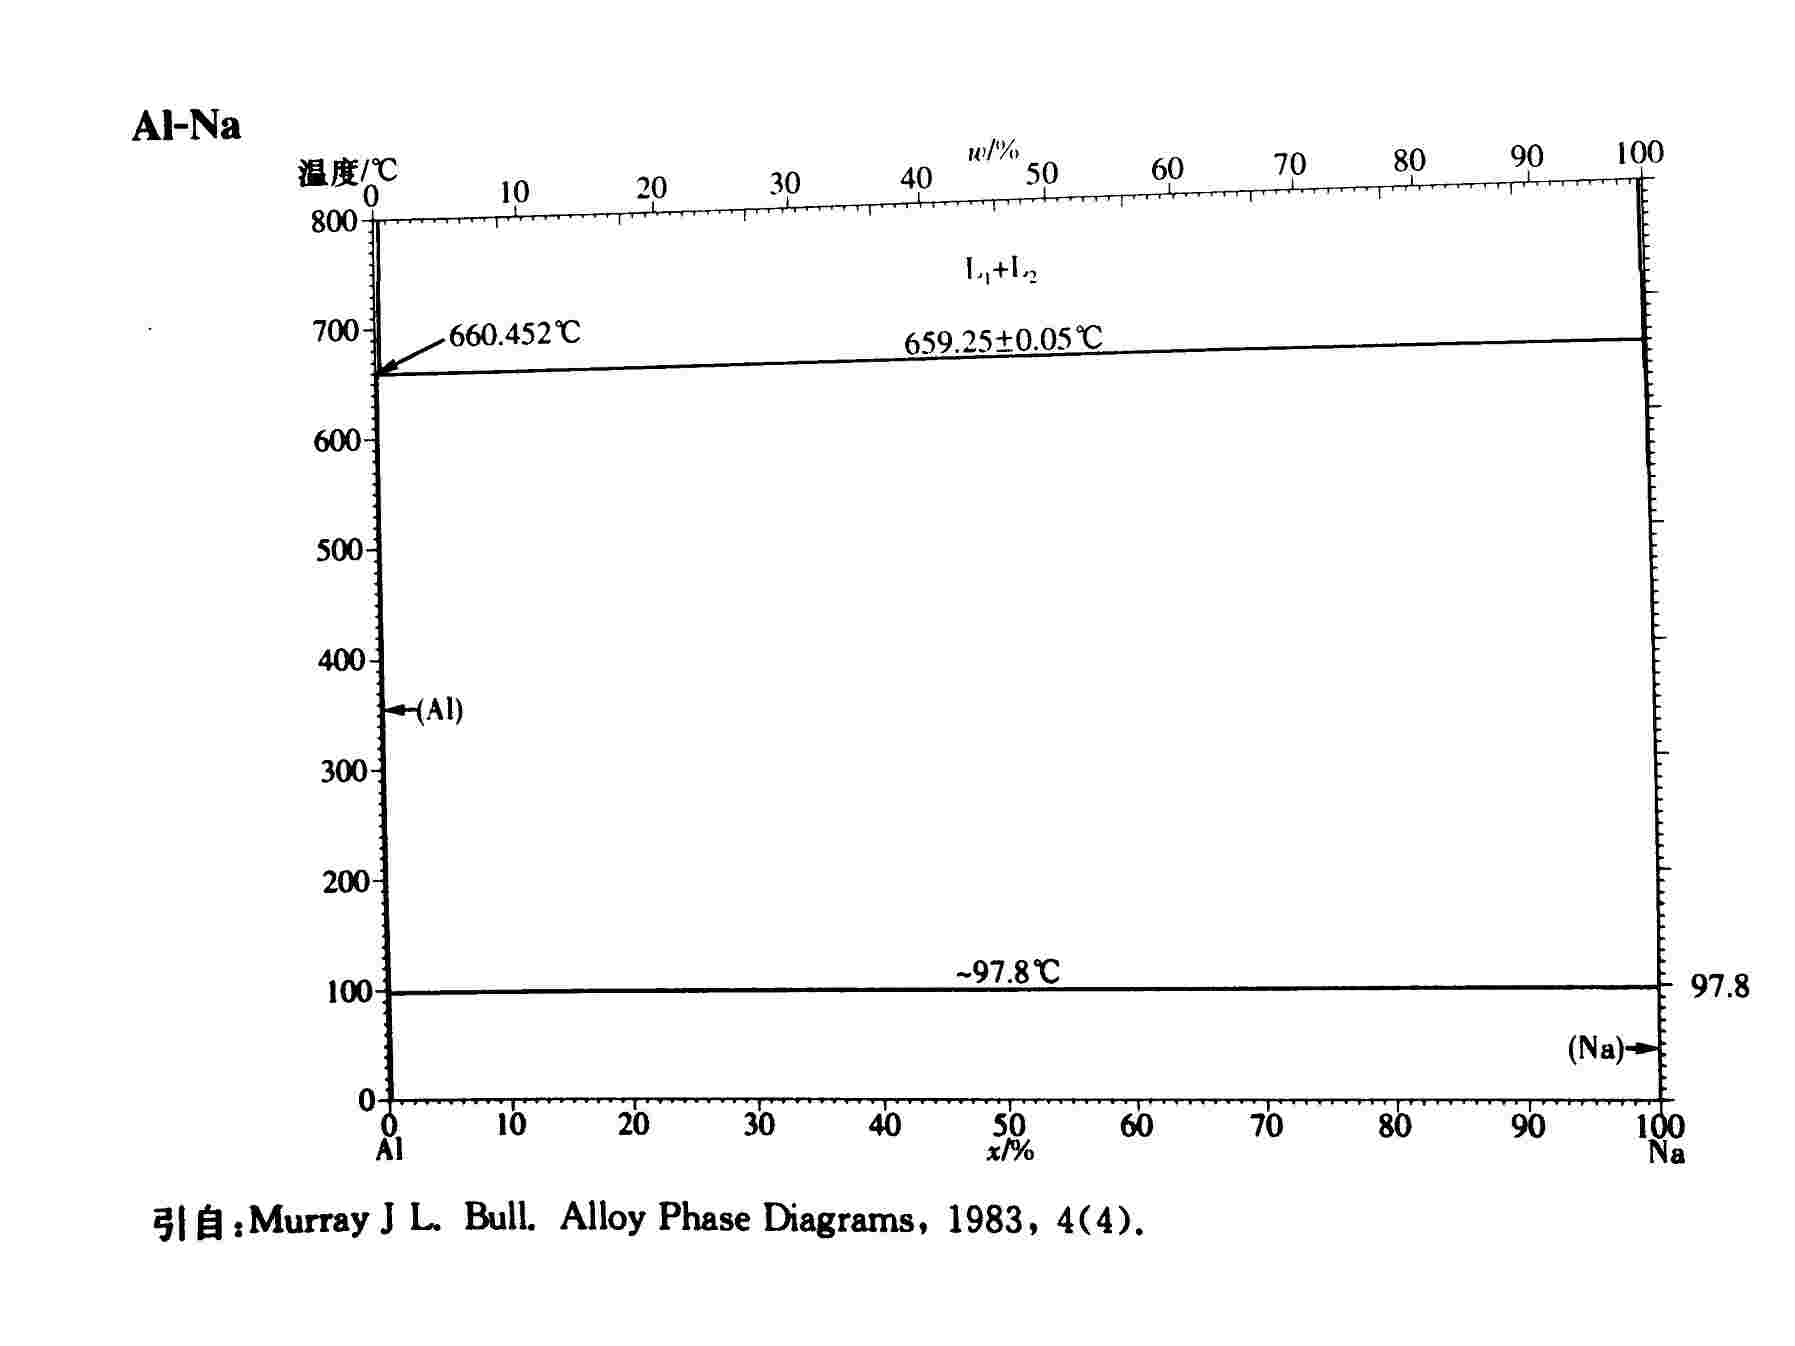 Al-Na
温度/℃
w/%
0 10 20 30 40 50 60 70 80 90 100
800
L₁+L₂
700
660.452℃
659.25±0.05℃
600
500
400
(Al)
300
200
~97.8℃
100
97.8
(Na)
0
0 10 20 30 40 50 60 70 80 90 100
Al x/% Na
引自:Murray J L. Bull. Alloy Phase Diagrams, 1983, 4(4).